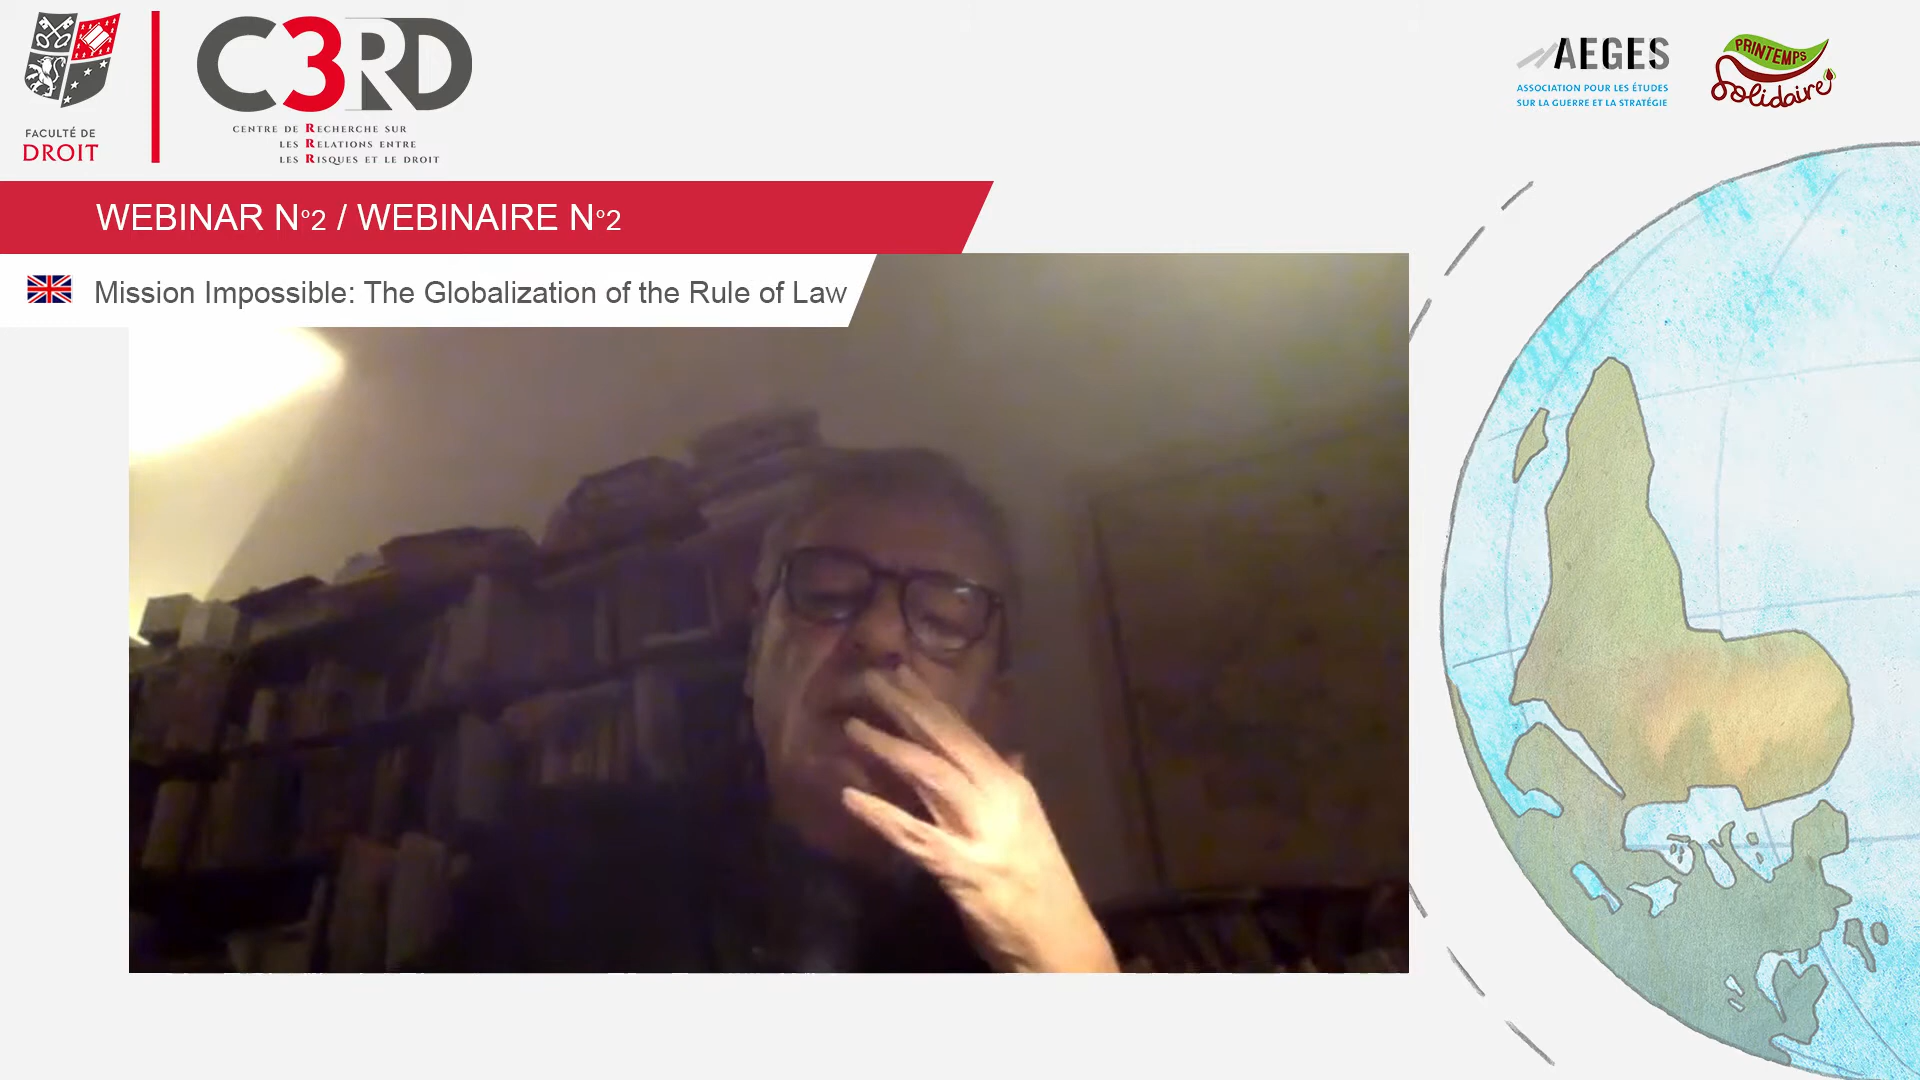 FACULTÉ DE
DROIT
C3RD
CENTRE DE RECHERCHE SUR
LES RELATIONS ENTRE
LES RISQUES ET LE DROIT
AEGES
ASSOCIATION POUR LES ÉTUDES
SUR LA GUERRE ET LA STRATÉGIE
PRINTEMPS
Solidaire
WEBINAR N°2 / WEBINAIRE N°2
Mission Impossible: The Globalization of the Rule of Law